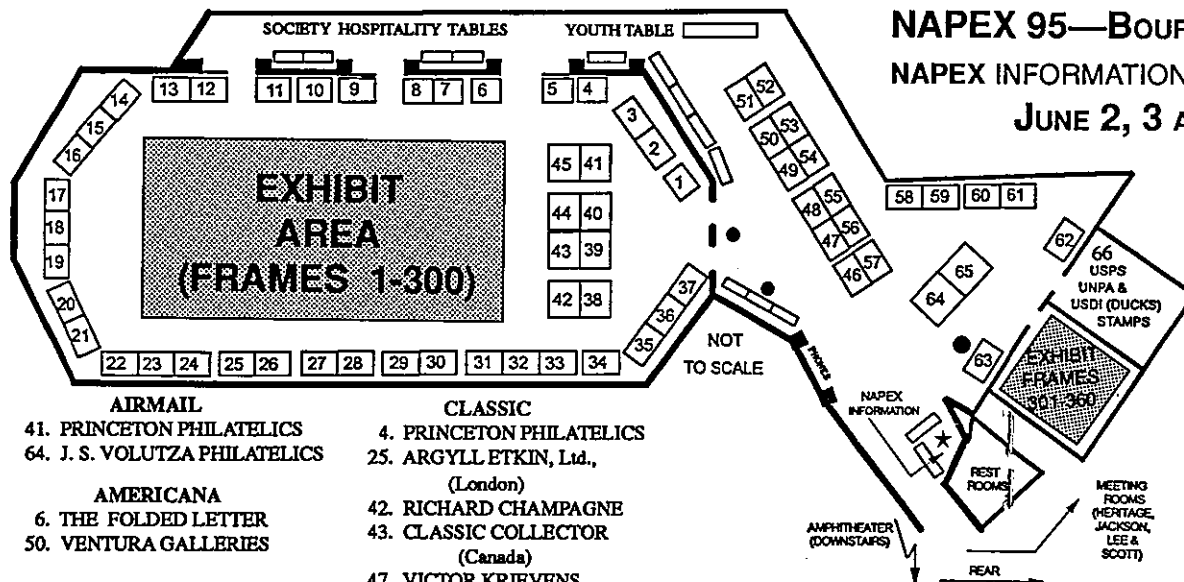 NAPEX 95—BOUR
NAPEX INFORMATION
JUNE 2, 3 A
SOCIETY HOSPITALITY TABLES
YOUTH TABLE
13 12 11 10 9 8 7 6 5 4
14
15
16
17
18
19
20
21
22 23 24 25 26 27 28 29 30 31 32 33 34
35
36
37
3
2
1
45 41
44 40
43 39
42 38
EXHIBIT
AREA
(FRAMES 1-300)
51 52
50 53
49 54
48 55
47 56
46 57
58 59 60 61
62
65
64
63
66
USPS
UNPA &
USDI (DUCKS)
STAMPS
EXHIBIT
FRAMES
301-360
NOT
TO SCALE
PHONES
NAPEX
INFORMATION
REST
ROOMS
AMPHITHEATER
(DOWNSTAIRS)
MEETING
ROOMS
(HERITAGE,
JACKSON,
LEE &
SCOTT)
REAR
AIRMAIL
41. PRINCETON PHILATELICS
64. J. S. VOLUTZA PHILATELICS
AMERICANA
6. THE FOLDED LETTER
50. VENTURA GALLERIES
CLASSIC
4. PRINCETON PHILATELICS
25. ARGYLL ETKIN, Ltd.,
(London)
42. RICHARD CHAMPAGNE
43. CLASSIC COLLECTOR
(Canada)
47. VICTOR KRIEVENS